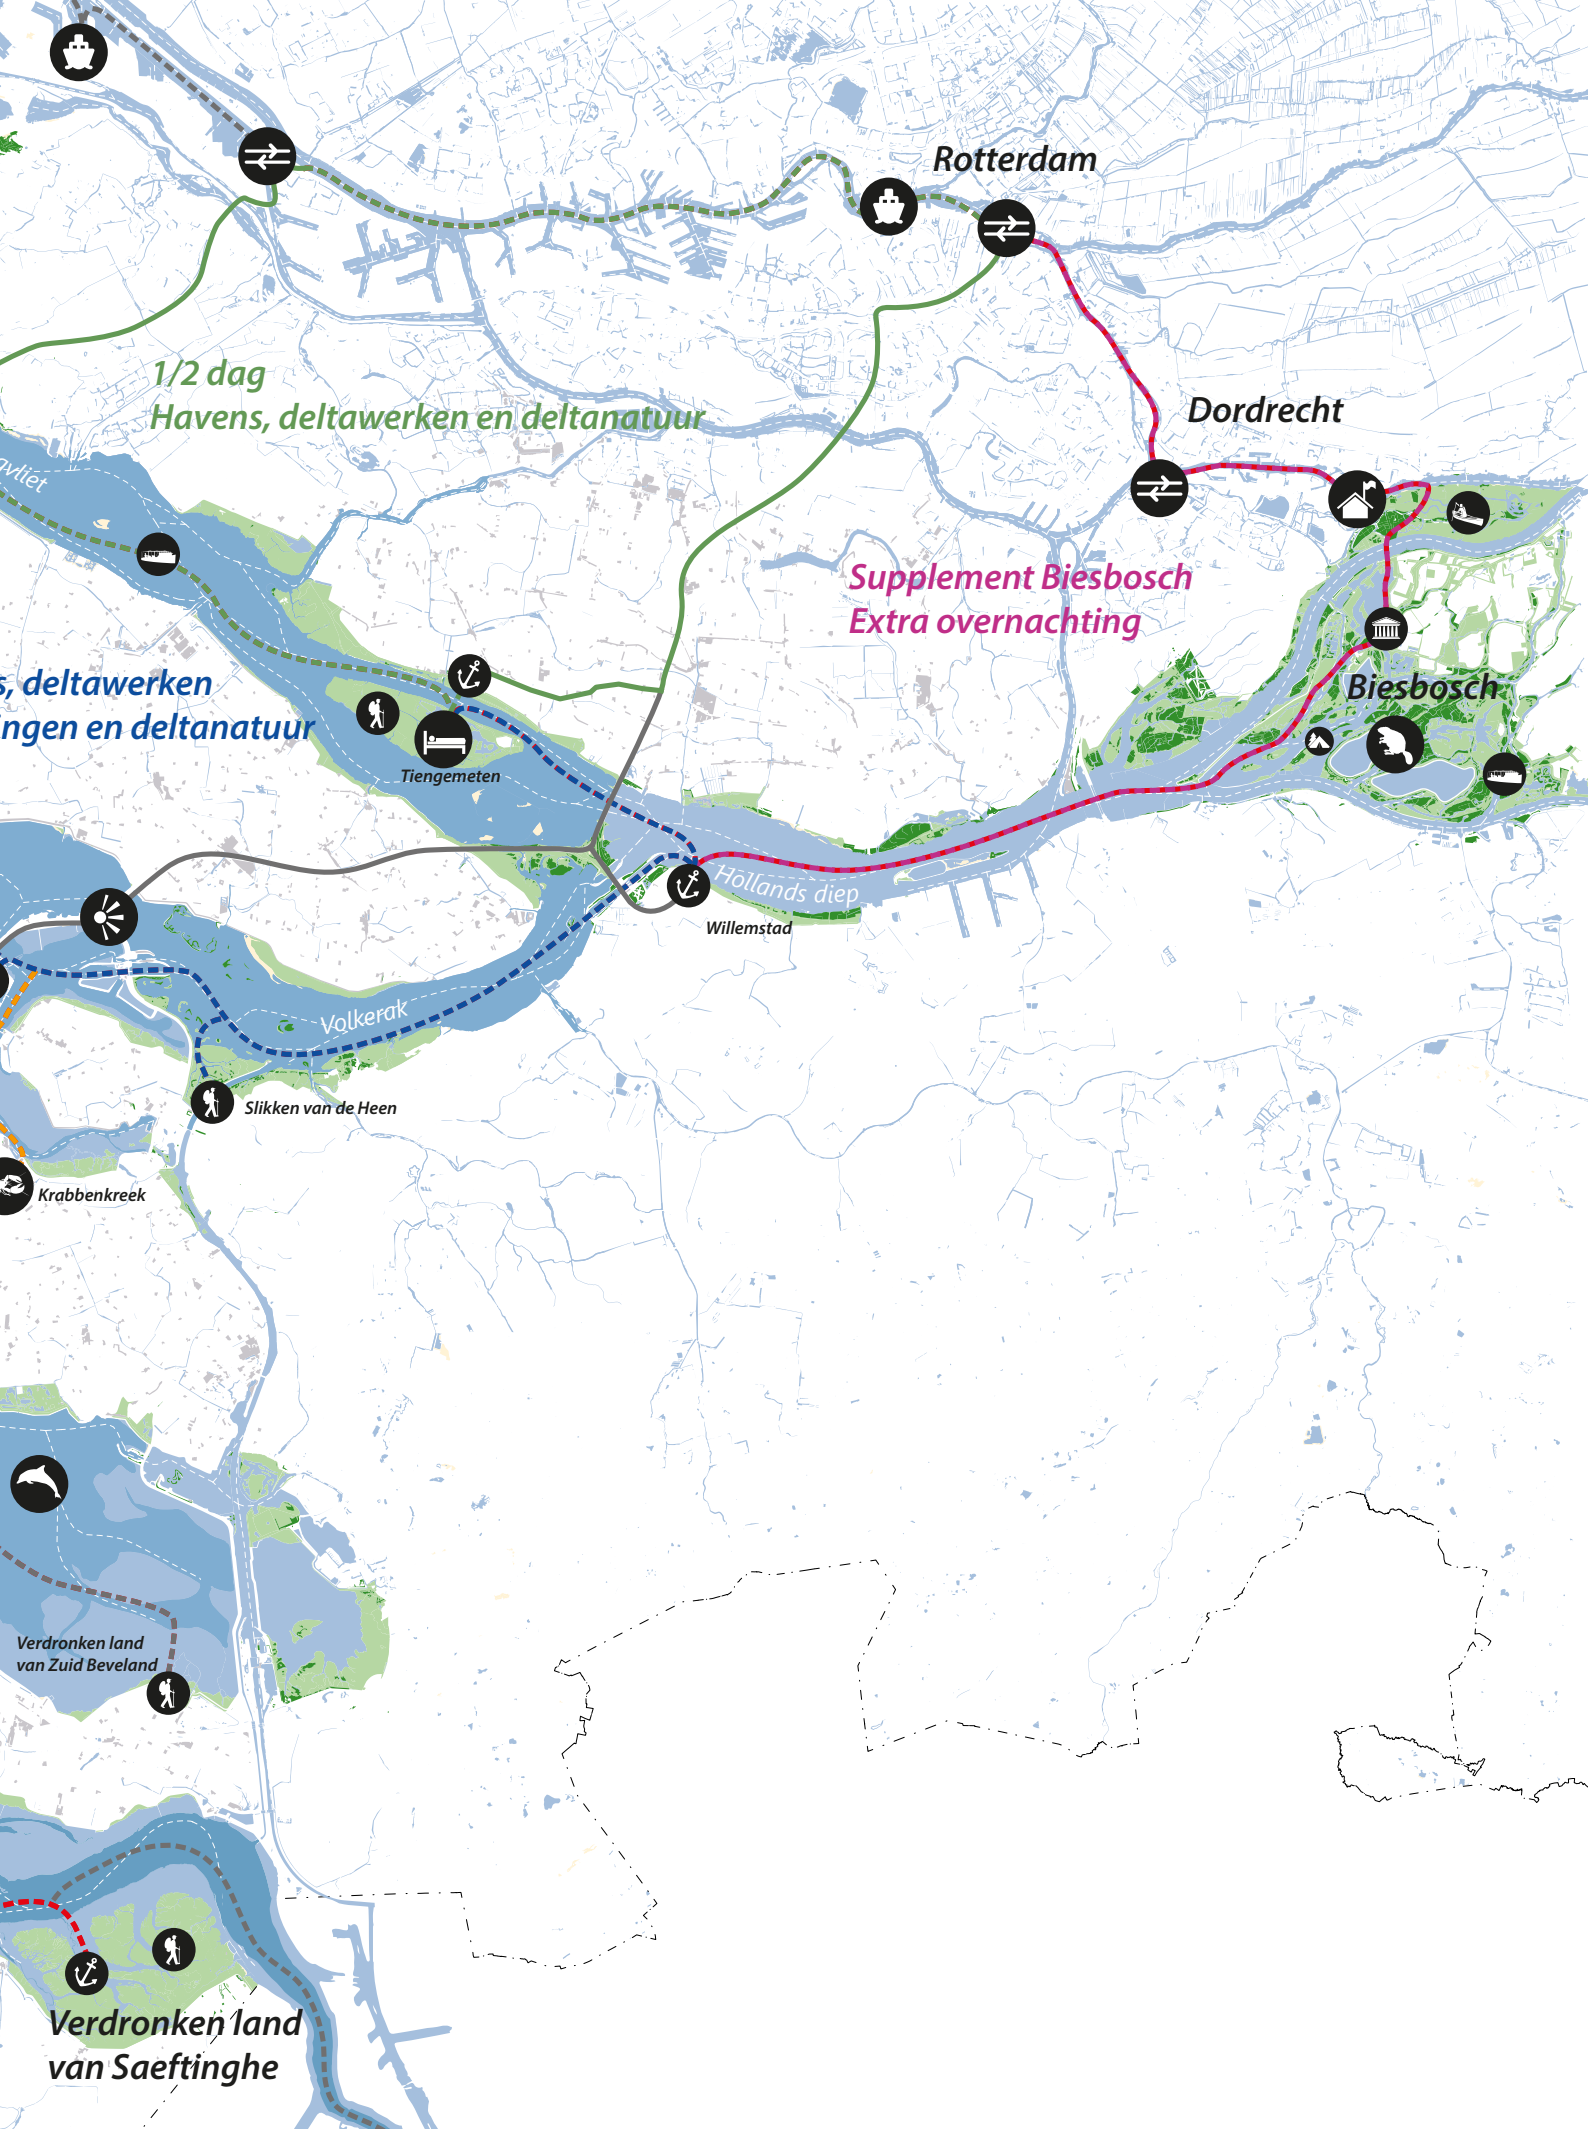 Rotterdam
1/2 dag
Havens, deltawerken en deltanatuur
Dordrecht
Supplement Biesbosch
Extra overnachting
deltawerken
en deltanatuur
Biesbosch
Tiengemeten
Hollands diep
Willemstad
Volkerak
Slikken van de Heen
Krabbenkreek
Verdronken land
van Zuid Beveland
Verdronken land
van Saeftinghe